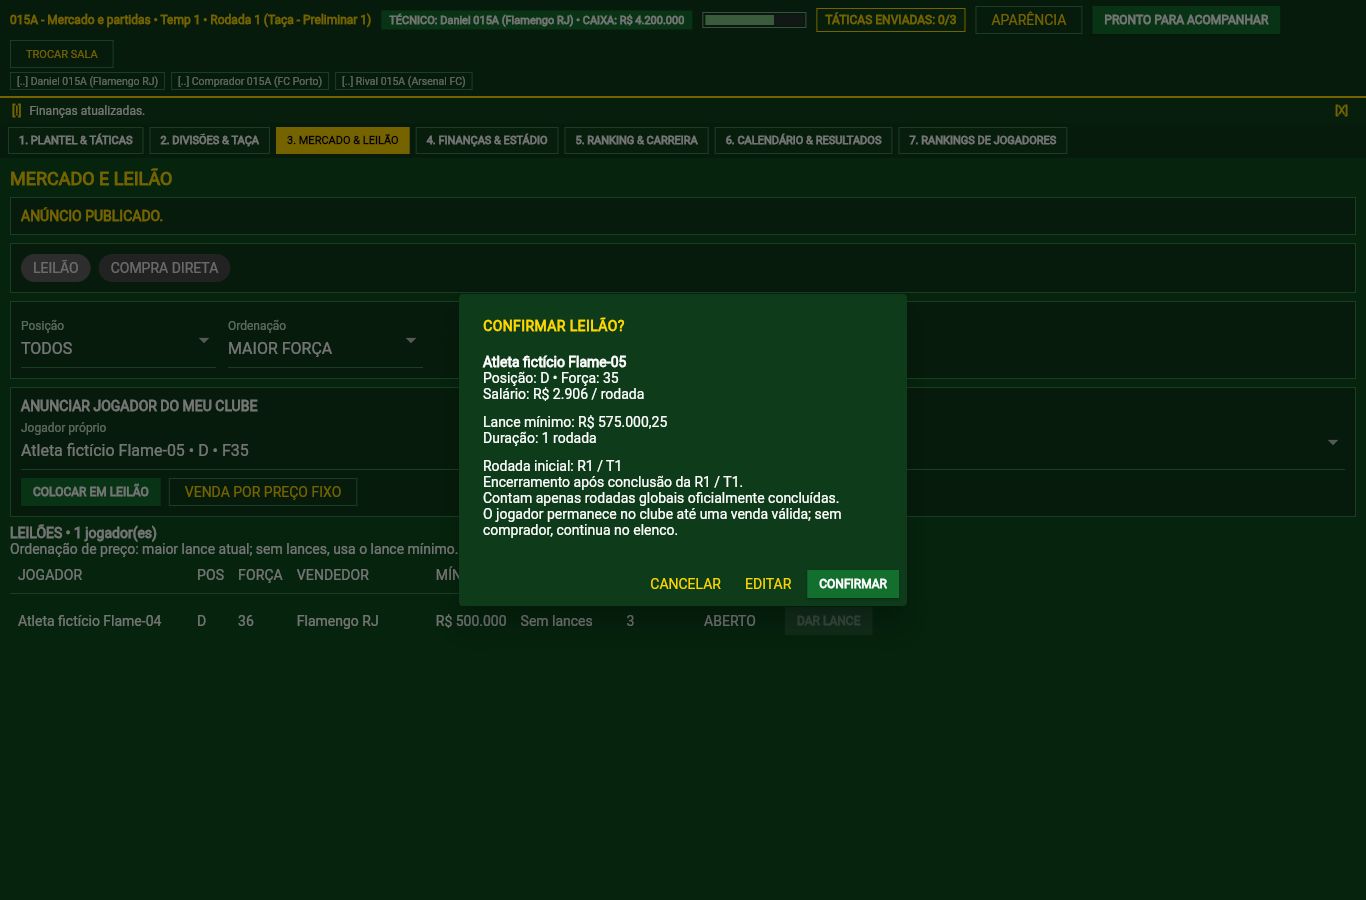 015A - Mercado e partidas • Temp 1 • Rodada 1 (Taça - Preliminar 1)
TÉCNICO: Daniel 015A (Flamengo RJ) • CAIXA: R$ 4.200.000
TÁTICAS ENVIADAS: 0/3
APARÊNCIA
PRONTO PARA ACOMPANHAR
TROCAR SALA
[..] Daniel 015A (Flamengo RJ)
[..] Comprador 015A (FC Porto)
[..] Rival 015A (Arsenal FC)
[!] Finanças atualizadas.
[X]
1. PLANTEL & TÁTICAS
2. DIVISÕES & TAÇA
3. MERCADO & LEILÃO
4. FINANÇAS & ESTÁDIO
5. RANKING & CARREIRA
6. CALENDÁRIO & RESULTADOS
7. RANKINGS DE JOGADORES
MERCADO E LEILÃO
ANÚNCIO PUBLICADO.
LEILÃO
COMPRA DIRETA
Posição
TODOS
Ordenação
MAIOR FORÇA
ANUNCIAR JOGADOR DO MEU CLUBE
Jogador próprio
Atleta fictício Flame-05 • D • F35
COLOCAR EM LEILÃO
VENDA POR PREÇO FIXO
LEILÕES • 1 jogador(es)
Ordenação de preço: maior lance atual; sem lances, usa o lance mínimo.
JOGADOR POS FORÇA VENDEDOR MÍN
Atleta fictício Flame-04 D 36 Flamengo RJ R$ 500.000 Sem lances 3 ABERTO DAR LANCE
CONFIRMAR LEILÃO?
Atleta fictício Flame-05
Posição: D • Força: 35
Salário: R$ 2.906 / rodada
Lance mínimo: R$ 575.000,25
Duração: 1 rodada
Rodada inicial: R1 / T1
Encerramento após conclusão da R1 / T1.
Contam apenas rodadas globais oficialmente concluídas.
O jogador permanece no clube até uma venda válida; sem
comprador, continua no elenco.
CANCELAR
EDITAR
CONFIRMAR